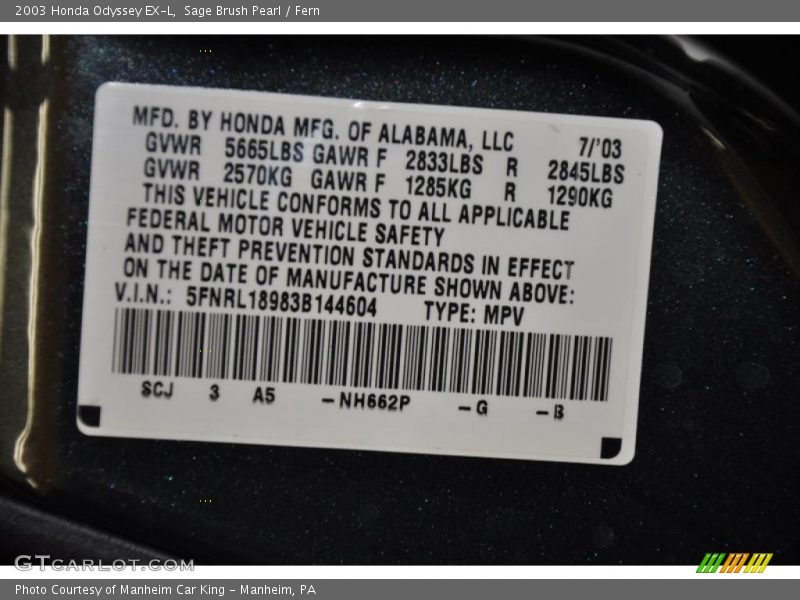 2003 Honda Odyssey EX-L, Sage Brush Pearl / Fern
MFD. BY HONDA MFG. OF ALABAMA, LLC 7/'03
GVWR 5665LBS GAWR F 2833LBS R 2845LBS
GVWR 2570KG GAWR F 1285KG R 1290KG
THIS VEHICLE CONFORMS TO ALL APPLICABLE
FEDERAL MOTOR VEHICLE SAFETY
AND THEFT PREVENTION STANDARDS IN EFFECT
ON THE DATE OF MANUFACTURE SHOWN ABOVE:
V.I.N.: 5FNRL18983B144604 TYPE: MPV
SCJ 3 A5 -NH662P -G -B
GTCARLOT.COM
Photo Courtesy of Manheim Car King - Manheim, PA